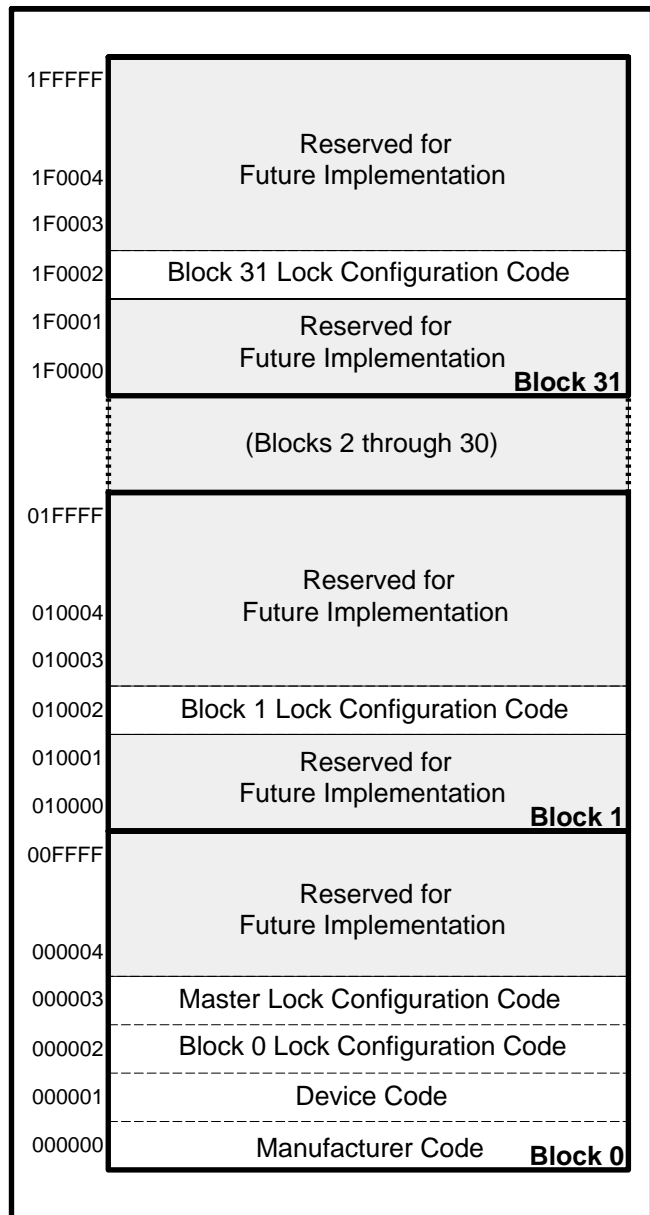 1FFFFF
Reserved for
1F0004 Future Implementation
1F0003
1F0002 Block 31 Lock Configuration Code
1F0001 Reserved for
Future Implementation
1F0000 Block 31
(Blocks 2 through 30)
01FFFF
Reserved for
010004 Future Implementation
010003
010002 Block 1 Lock Configuration Code
010001 Reserved for
Future Implementation
010000 Block 1
00FFFF
Reserved for
Future Implementation
000004
000003 Master Lock Configuration Code
000002 Block 0 Lock Configuration Code
000001 Device Code
000000 Manufacturer Code Block 0